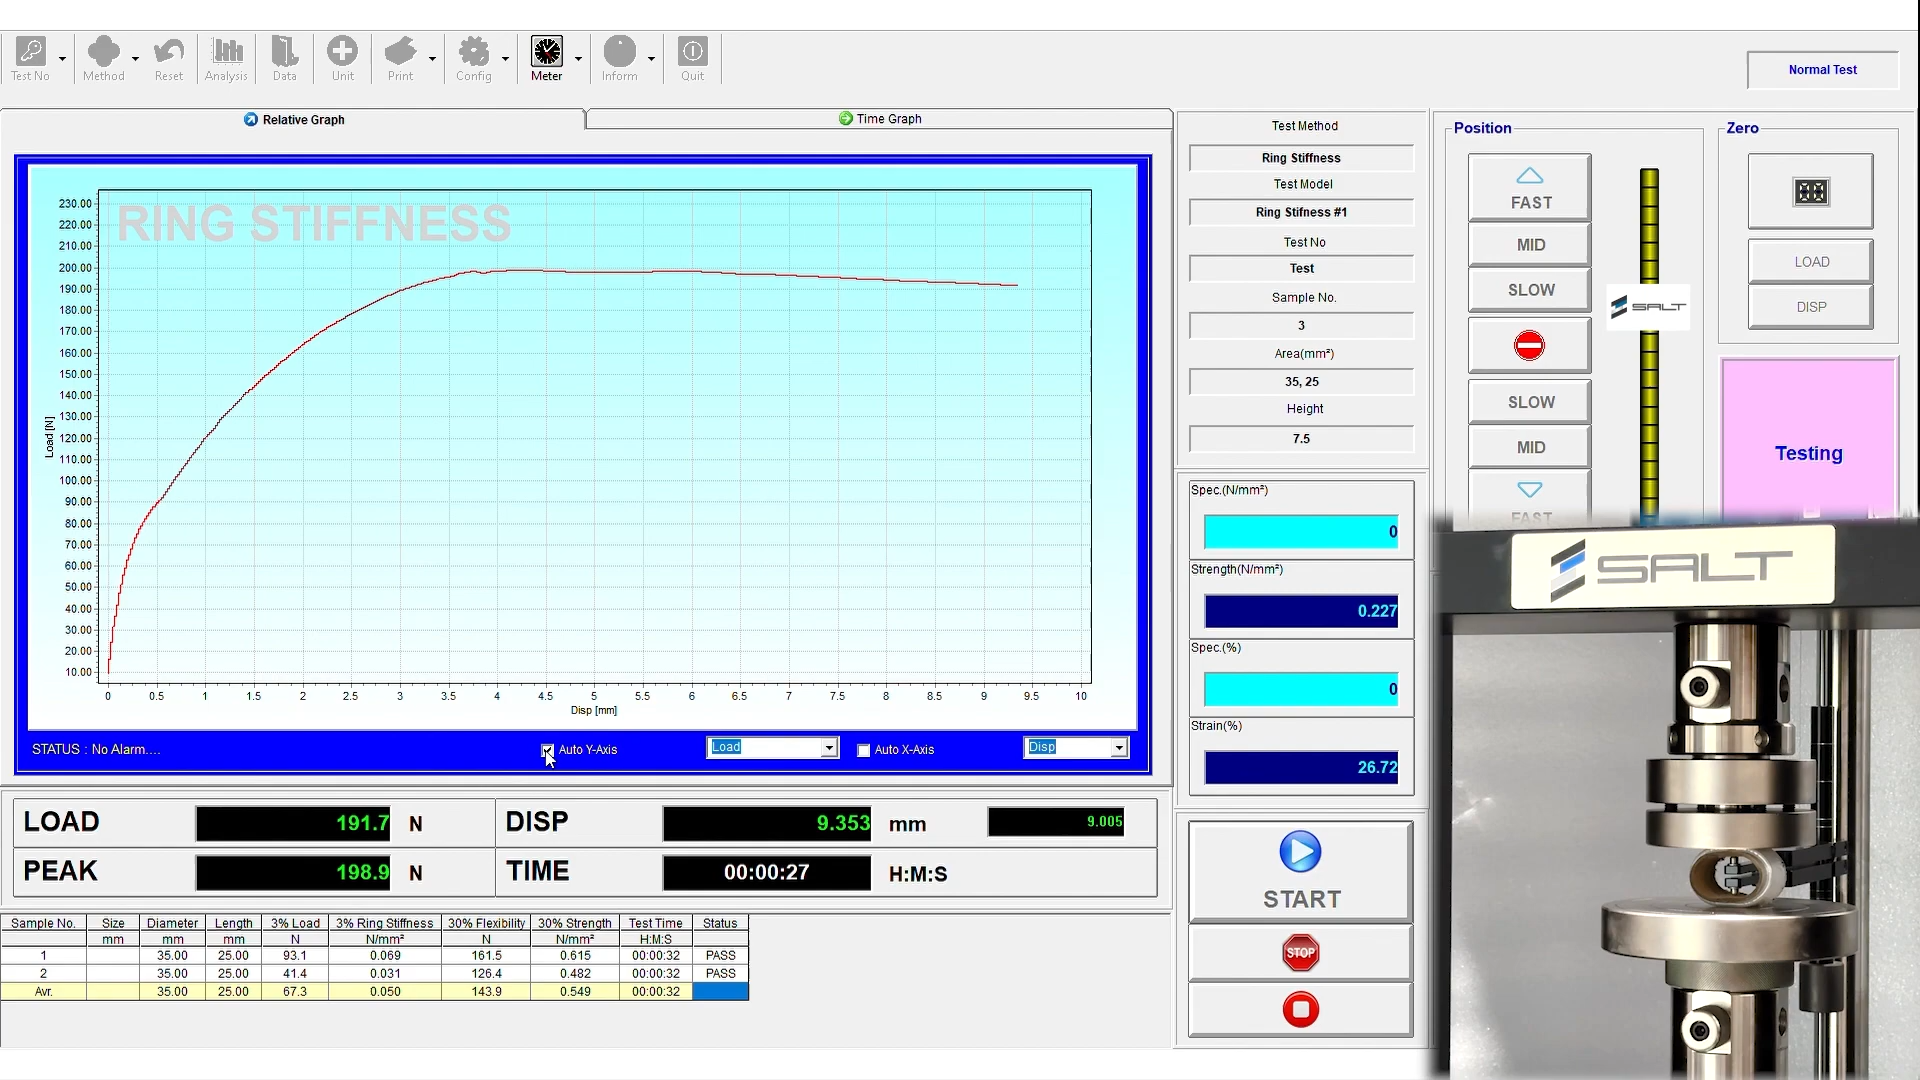 Test No
Method
Reset
Analysis
Data
Unit
Print
Config
Meter
Inform
Quit
Normal Test
Relative Graph
Time Graph
RING STIFFNESS
230.00
220.00
210.00
200.00
190.00
180.00
170.00
160.00
150.00
140.00
130.00
120.00
110.00
100.00
90.00
80.00
70.00
60.00
50.00
40.00
30.00
20.00
10.00
Load [N]
0 0.5 1 1.5 2 2.5 3 3.5 4 4.5 5 5.5 6 6.5 7 7.5 8 8.5 9 9.5 10
Disp [mm]
STATUS : No Alarm....
Auto Y-Axis
Load
Auto X-Axis
Disp
LOAD 191.7 N
DISP 9.353 mm 9.005
PEAK 198.9 N
TIME 00:00:27 H:M:S
Sample No. Size Diameter Length 3% Load 3% Ring Stiffness 30% Flexibility 30% Strength Test Time Status
mm mm mm N N/mm² N N/mm² H:M:S
1 35.00 25.00 93.1 0.069 161.5 0.615 00:00:32 PASS
2 35.00 25.00 41.4 0.031 126.4 0.482 00:00:32 PASS
Avr. 35.00 25.00 67.3 0.050 143.9 0.549 00:00:32
Test Method
Ring Stiffness
Test Model
Ring Stifness #1
Test No
Test
Sample No.
3
Area(mm²)
35, 25
Height
7.5
Spec.(N/mm²)
0
Strength(N/mm²)
0.227
Spec.(%)
0
Strain(%)
26.72
START
STOP
Position
FAST
MID
SLOW
SLOW
MID
FAST
SALT
Zero
00
LOAD
DISP
Testing
SALT